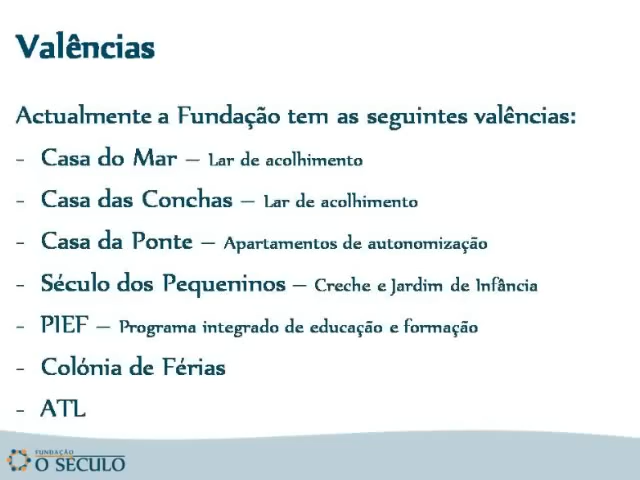 Valências
Actualmente a Fundação tem as seguintes valências:
- Casa do Mar – Lar de acolhimento
- Casa das Conchas – Lar de acolhimento
- Casa da Ponte – Apartamentos de autonomização
- Século dos Pequeninos – Creche e Jardim de Infância
- PIEF – Programa integrado de educação e formação
- Colónia de Férias
- ATL
FUNDAÇÃO
O SECULO